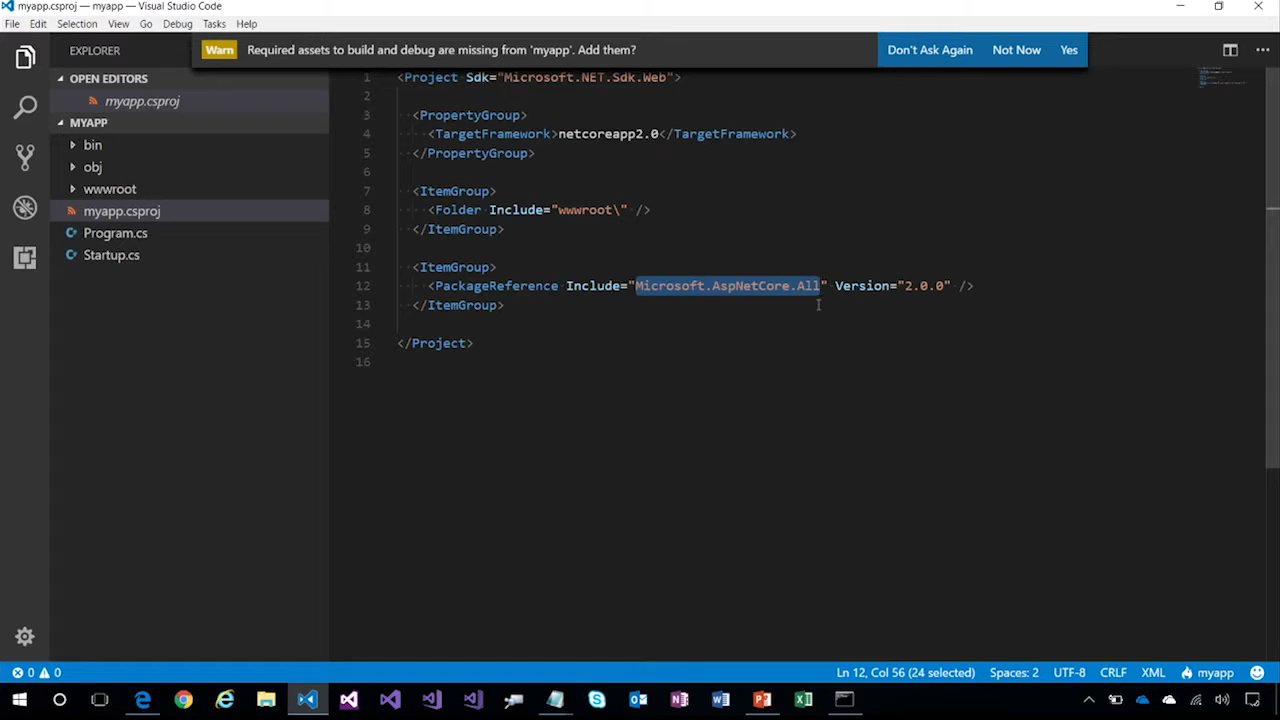 myapp.csproj — myapp — Visual Studio Code
File Edit Selection View Go Debug Tasks Help
EXPLORER
Warn Required assets to build and debug are missing from 'myapp'. Add them? Don't Ask Again Not Now Yes
OPEN EDITORS
myapp.csproj
MYAPP
bin
obj
wwwroot
myapp.csproj
Program.cs
Startup.cs
1 <Project Sdk="Microsoft.NET.Sdk.Web">
2
3 <PropertyGroup>
4 <TargetFramework>netcoreapp2.0</TargetFramework>
5 </PropertyGroup>
6
7 <ItemGroup>
8 <Folder Include="wwwroot\" />
9 </ItemGroup>
10
11 <ItemGroup>
12 <PackageReference Include="Microsoft.AspNetCore.All" Version="2.0.0" />
13 </ItemGroup>
14
15 </Project>
16
0 0 Ln 12, Col 56 (24 selected) Spaces: 2 UTF-8 CRLF XML myapp